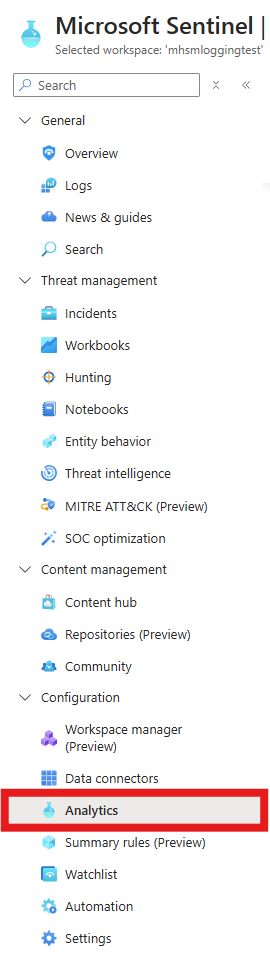 Microsoft Sentinel |
Selected workspace: 'mhsmloggingtest'
Search
General
Overview
Logs
News & guides
Search
Threat management
Incidents
Workbooks
Hunting
Notebooks
Entity behavior
Threat intelligence
MITRE ATT&CK (Preview)
SOC optimization
Content management
Content hub
Repositories (Preview)
Community
Configuration
Workspace manager
(Preview)
Data connectors
Analytics
Summary rules (Preview)
Watchlist
Automation
Settings